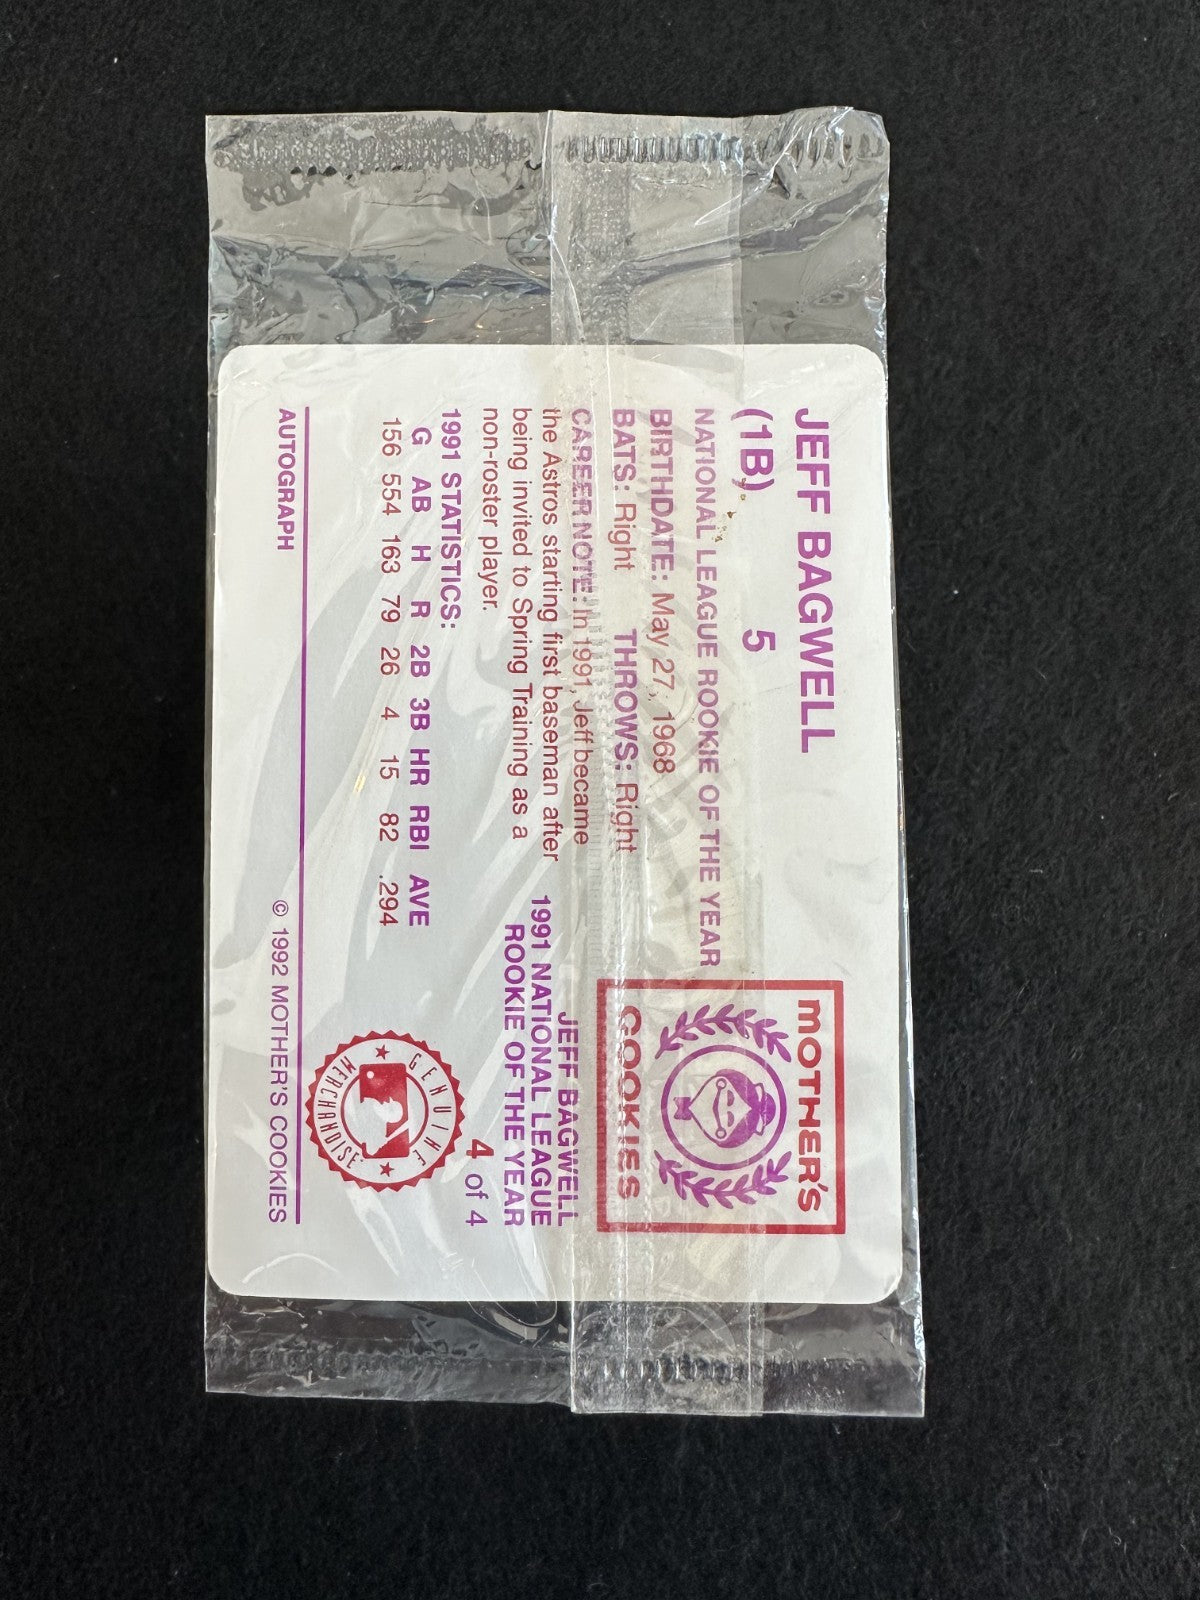 JEFF BAGWELL
(1B) 5
NATIONAL LEAGUE ROOKIE OF THE YEAR
BIRTHDATE: May 27, 1968
BATS: Right THROWS: Right
CAREER NOTE: In 1991, Jeff became
the Astros starting first baseman after
being invited to Spring Training as a
non-roster player.
1991 STATISTICS:
G AB H R 2B 3B HR RBI AVE
156 554 163 79 26 4 15 82 .294
AUTOGRAPH
MOTHER'S
COOKIES
JEFF BAGWELL
1991 NATIONAL LEAGUE
ROOKIE OF THE YEAR
4 of 4
GENUINE
MERCHANDISE
© 1992 MOTHER'S COOKIES